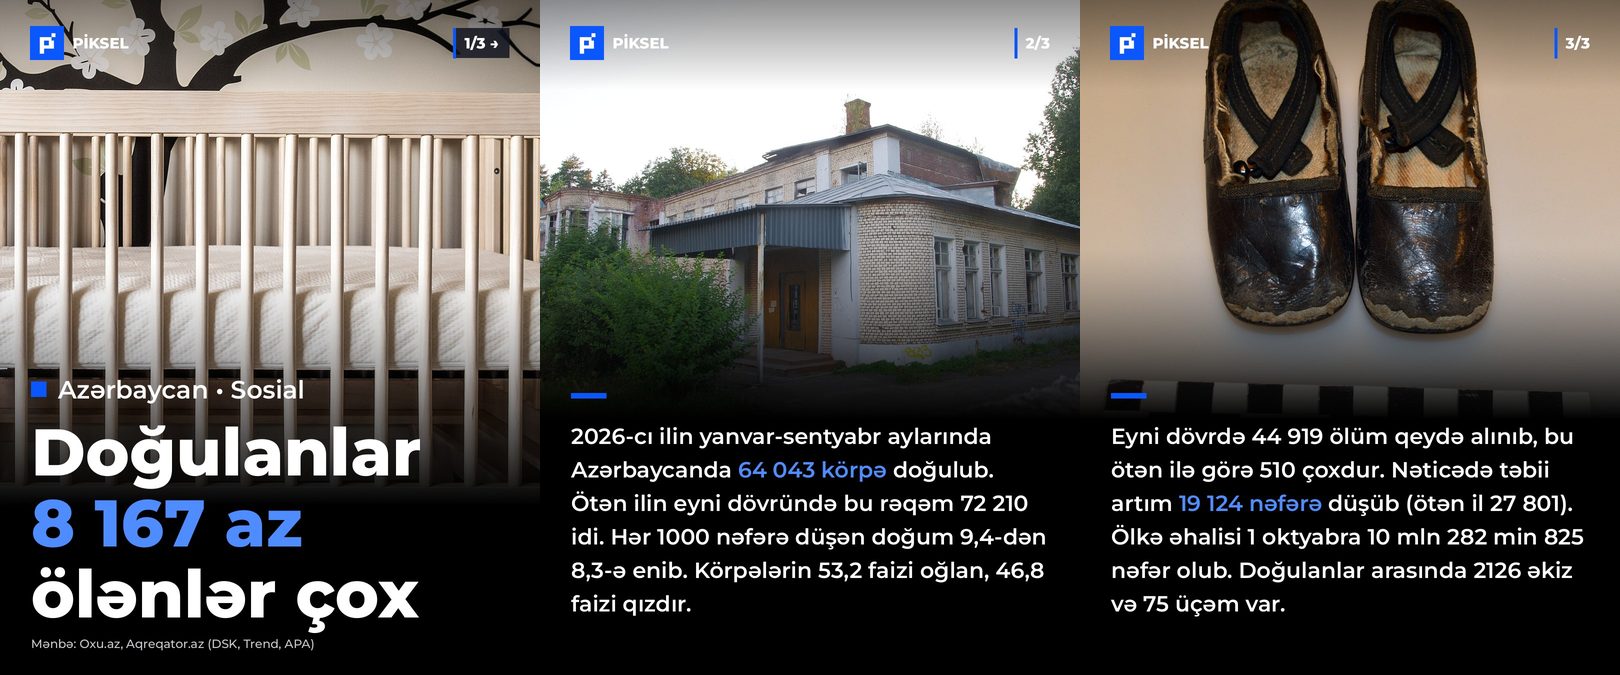 PİKSEL
1/3 →
Azərbaycan • Sosial
Doğulanlar
8 167 az
ölənlər çox
Mənbə: Oxu.az, Aqreqator.az (DSK, Trend, APA)
PİKSEL
2/3
2026-cı ilin yanvar-sentyabr aylarında
Azərbaycanda 64 043 körpə doğulub.
Ötən ilin eyni dövründə bu rəqəm 72 210
idi. Hər 1000 nəfərə düşən doğum 9,4-dən
8,3-ə enib. Körpələrin 53,2 faizi oğlan, 46,8
faizi qızdır.
PİKSEL
3/3
Eyni dövrdə 44 919 ölüm qeydə alınıb, bu
ötən ilə görə 510 çoxdur. Nəticədə təbii
artım 19 124 nəfərə düşüb (ötən il 27 801).
Ölkə əhalisi 1 oktyabra 10 mln 282 min 825
nəfər olub. Doğulanlar arasında 2126 əkiz
və 75 üçəm var.